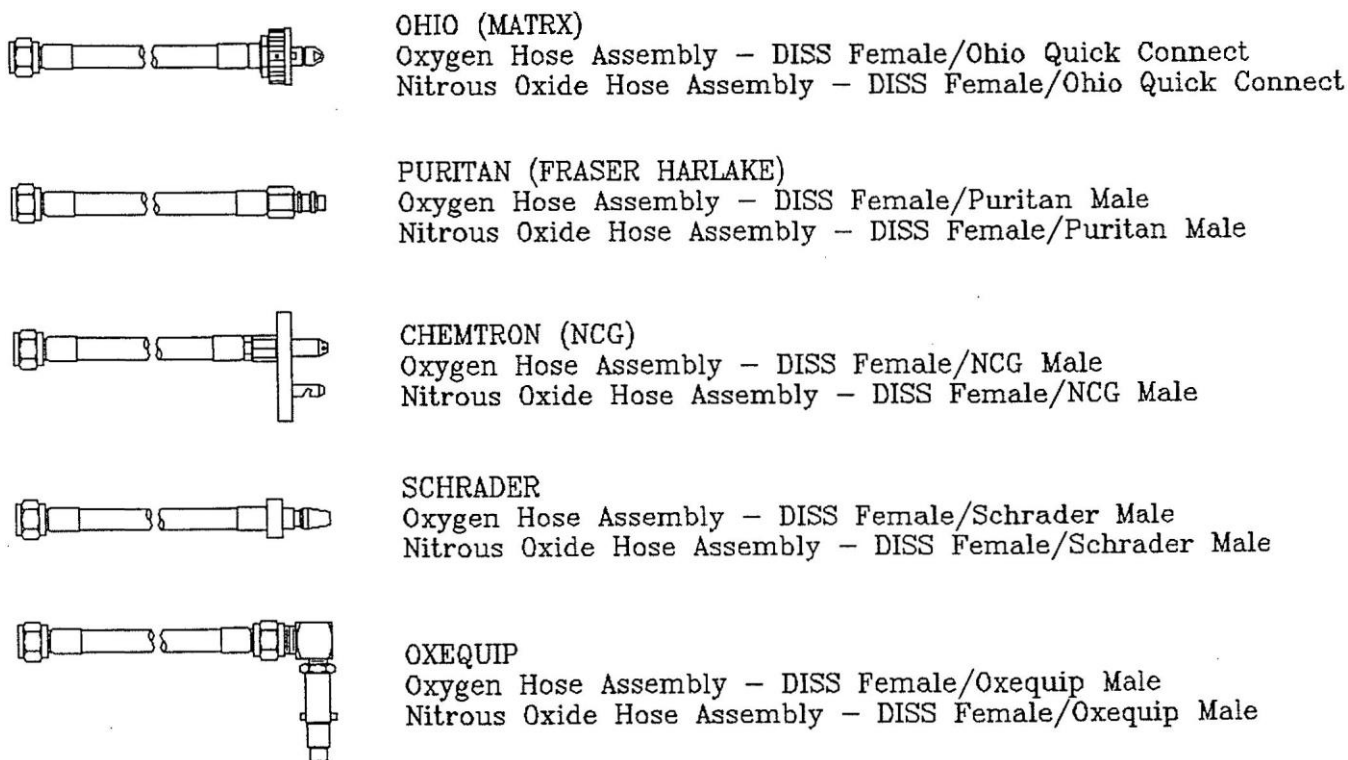 OHIO (MATRX)
Oxygen Hose Assembly – DISS Female/Ohio Quick Connect
Nitrous Oxide Hose Assembly – DISS Female/Ohio Quick Connect
PURITAN (FRASER HARLAKE)
Oxygen Hose Assembly – DISS Female/Puritan Male
Nitrous Oxide Hose Assembly – DISS Female/Puritan Male
CHEMTRON (NCG)
Oxygen Hose Assembly – DISS Female/NCG Male
Nitrous Oxide Hose Assembly – DISS Female/NCG Male
SCHRADER
Oxygen Hose Assembly – DISS Female/Schrader Male
Nitrous Oxide Hose Assembly – DISS Female/Schrader Male
OXEQUIP
Oxygen Hose Assembly – DISS Female/Oxequip Male
Nitrous Oxide Hose Assembly – DISS Female/Oxequip Male